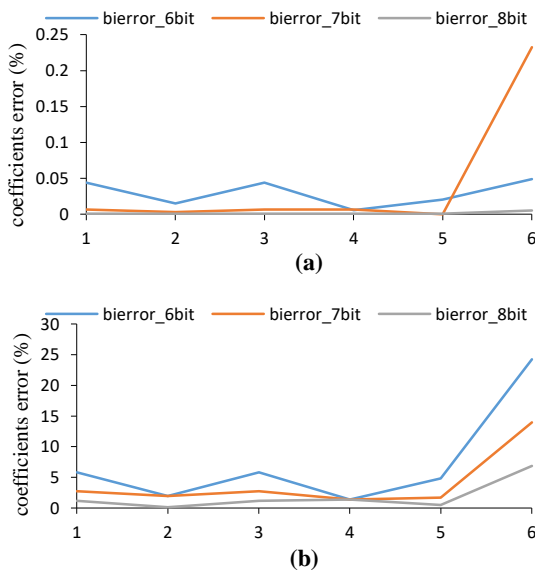 bierror_6bit bierror_7bit bierror_8bit
coefficients error (%)
0.25
0.2
0.15
0.1
0.05
0
1 2 3 4 5 6
(a)
bierror_6bit bierror_7bit bierror_8bit
coefficients error (%)
30
25
20
15
10
5
0
1 2 3 4 5 6
(b)